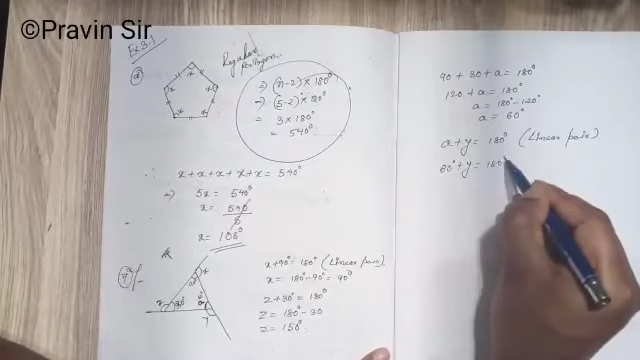 ©Pravin Sir
Ex 3.1
Regular Pentagon
⇒ (n-2) × 180°
⇒ (5-2) × 180°
= 3 × 180°
= 540°
x+x+x+x+x = 540°
⇒ 5x = 540°
x = 540
5
x = 108°
x+90° = 180° (Linear pair)
x = 180°-90° = 90°
z+30° = 180°
z = 180°-30
z = 150°
90 + 30 + a = 180°
120 + a = 180°
a = 180°-120°
a = 60°
a+y = 180° (Linear pair)
60°+y = 180